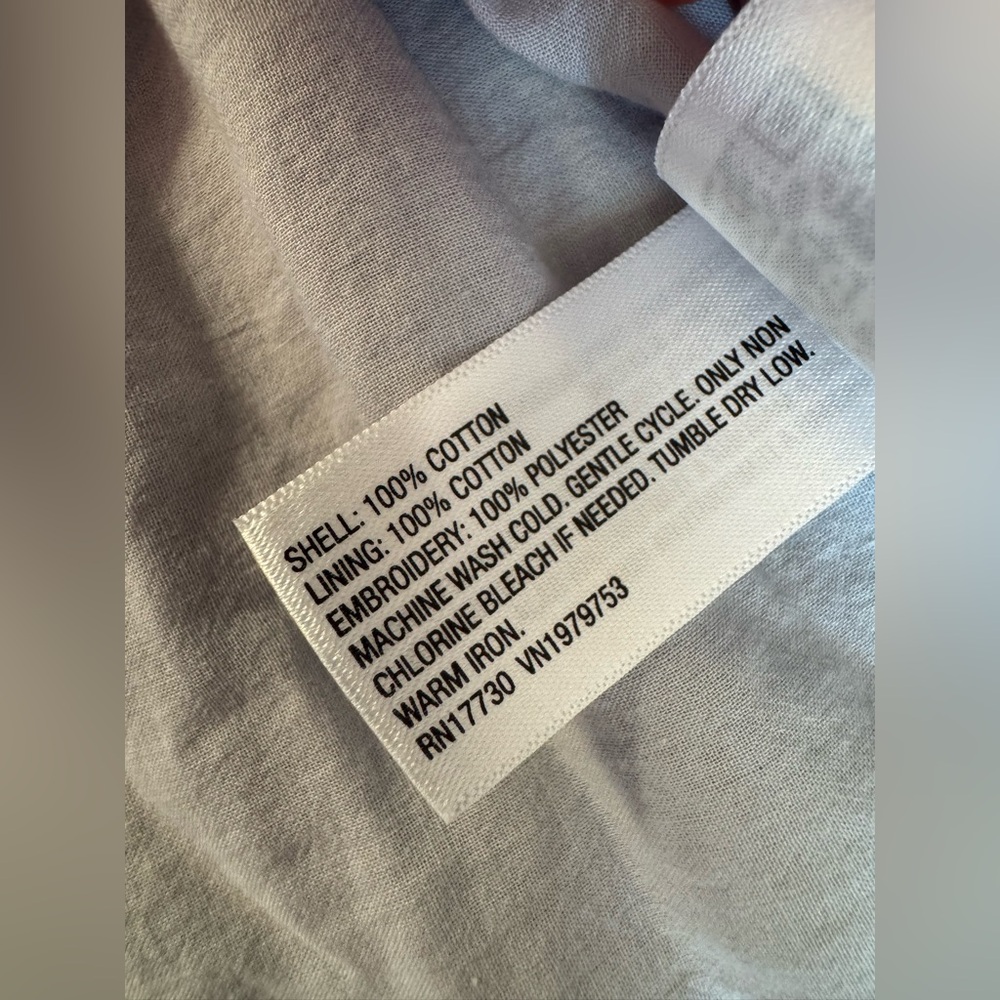 SHELL: 100% COTTON
LINING: 100% COTTON
EMBROIDERY: 100% POLYESTER
MACHINE WASH COLD. GENTLE CYCLE. ONLY NON
CHLORINE BLEACH IF NEEDED. TUMBLE DRY LOW.
WARM IRON.
RN17730 VN1979753